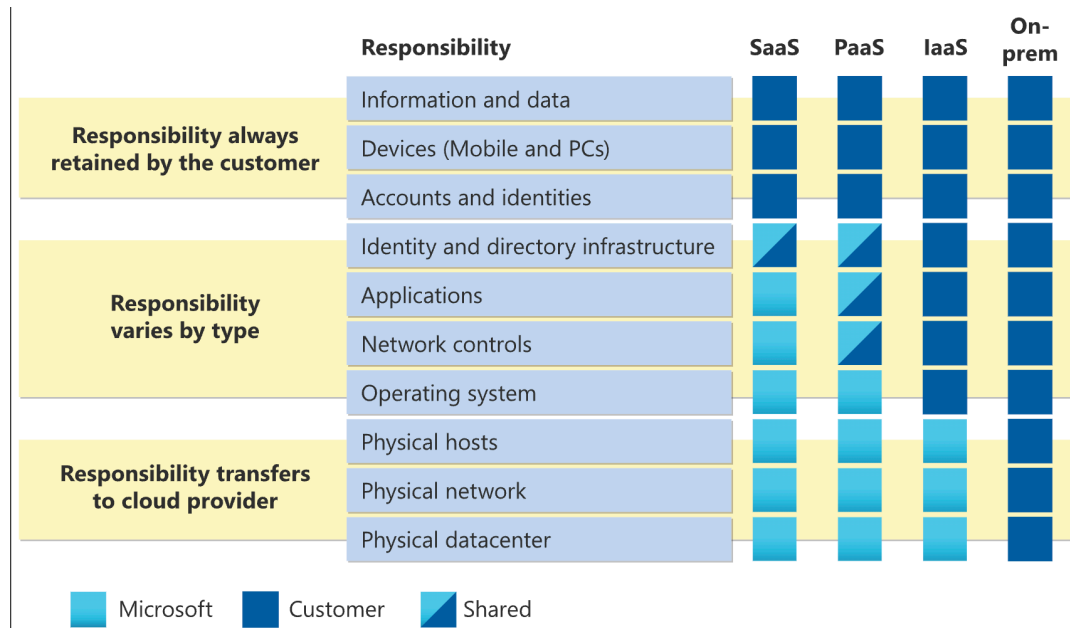 Responsibility
SaaS
PaaS
IaaS
On-
prem
Responsibility always
retained by the customer
Information and data
Devices (Mobile and PCs)
Accounts and identities
Responsibility
varies by type
Identity and directory infrastructure
Applications
Network controls
Operating system
Responsibility transfers
to cloud provider
Physical hosts
Physical network
Physical datacenter
Microsoft
Customer
Shared